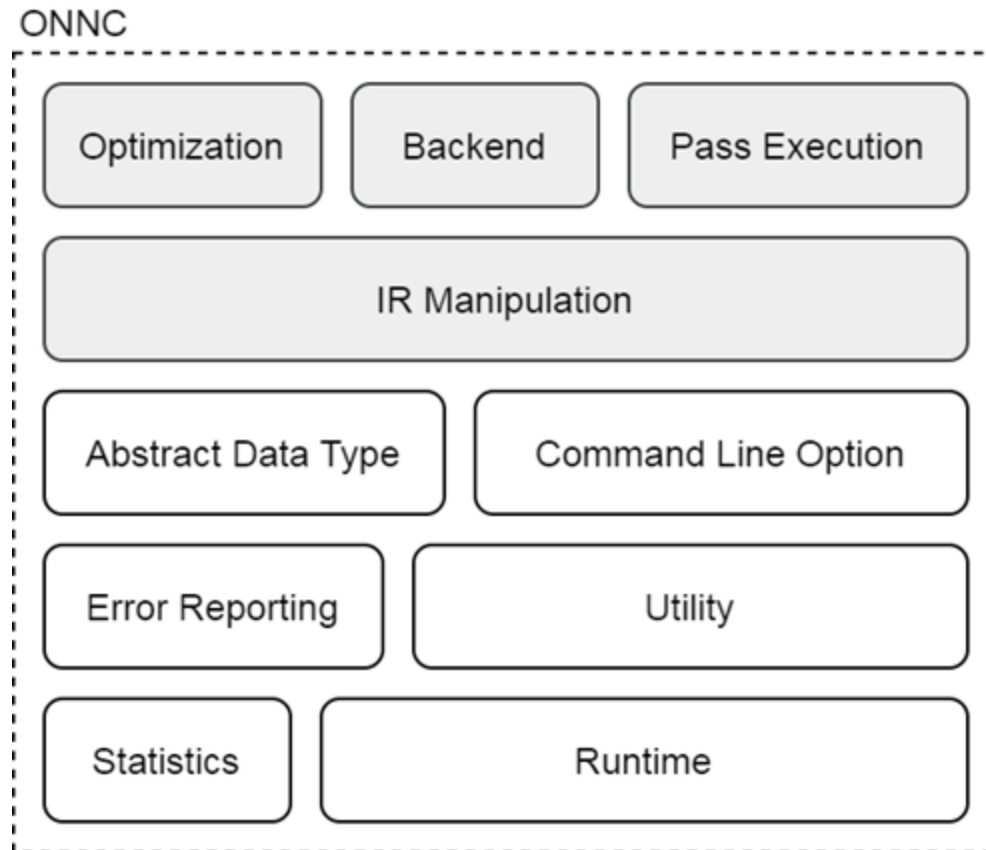 ONNC
Optimization
Backend
Pass Execution
IR Manipulation
Abstract Data Type
Command Line Option
Error Reporting
Utility
Statistics
Runtime